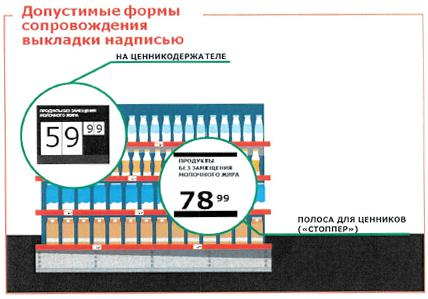 Допустимые формы
сопровождения
выкладки надписью
НА ЦЕННИКОДЕРЖАТЕЛЕ
ПРОДУКТЫ БЕЗ ЗАМЕЩЕНИЯ
МОЛОЧНОГО ЖИРА
59 99
ПРОДУКТЫ
БЕЗ ЗАМЕЩЕНИЯ
МОЛОЧНОГО ЖИРА
78 99
ПОЛОСА ДЛЯ ЦЕННИКОВ
(«СТОППЕР»)